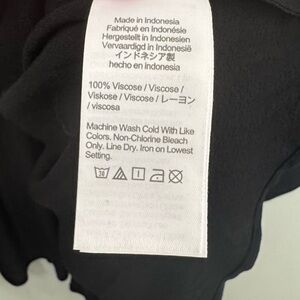 Made in Indonesia
Fabriqué en Indonésie
Hergestellt in Indonesien
Vervaardigd in Indonesië
インドネシア製
hecho en indonesia
100% Viscose / Viscose /
Viskose / Viscose / レーヨン
/ viscosa
Machine Wash Cold With Like
Colors. Non-Chlorine Bleach
Only. Line Dry. Iron on Lowest
Setting.
30